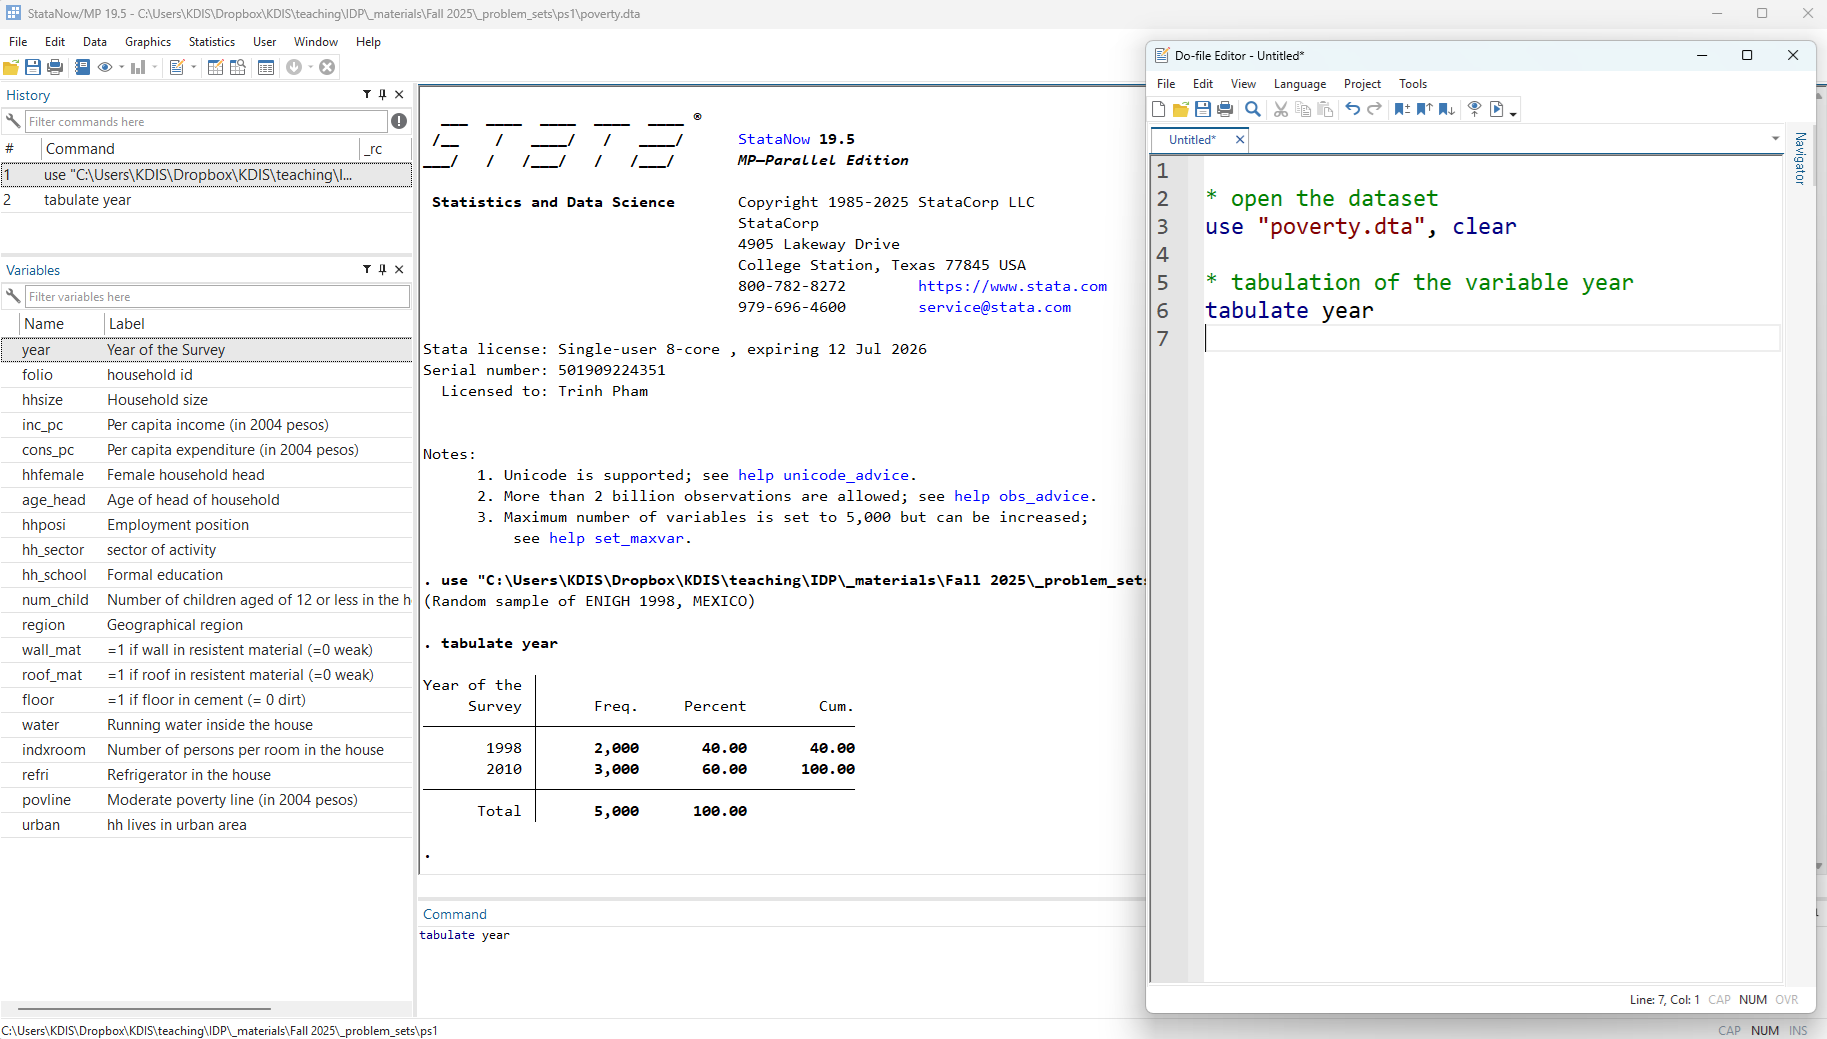 StataNow/MP 19.5 - C:\Users\KDIS\Dropbox\KDIS\teaching\IDP\_materials\Fall 2025\_problem_sets\ps1\poverty.dta
File Edit Data Graphics Statistics User Window Help
History
Filter commands here
# Command _rc
1 use "C:\Users\KDIS\Dropbox\KDIS\teaching\I...
2 tabulate year
Variables
Filter variables here
Name Label
year Year of the Survey
folio household id
hhsize Household size
inc_pc Per capita income (in 2004 pesos)
cons_pc Per capita expenditure (in 2004 pesos)
hhfemale Female household head
age_head Age of head of household
hhposi Employment position
hh_sector sector of activity
hh_school Formal education
num_child Number of children aged of 12 or less in the h
region Geographical region
wall_mat =1 if wall in resistent material (=0 weak)
roof_mat =1 if roof in resistent material (=0 weak)
floor =1 if floor in cement (= 0 dirt)
water Running water inside the house
indxroom Number of persons per room in the house
refri Refrigerator in the house
povline Moderate poverty line (in 2004 pesos)
urban hh lives in urban area
®
StataNow 19.5
MP—Parallel Edition
Statistics and Data Science Copyright 1985-2025 StataCorp LLC
StataCorp
4905 Lakeway Drive
College Station, Texas 77845 USA
800-782-8272 https://www.stata.com
979-696-4600 service@stata.com
Stata license: Single-user 8-core , expiring 12 Jul 2026
Serial number: 501909224351
Licensed to: Trinh Pham
Notes:
1. Unicode is supported; see help unicode_advice.
2. More than 2 billion observations are allowed; see help obs_advice.
3. Maximum number of variables is set to 5,000 but can be increased;
see help set_maxvar.
. use "C:\Users\KDIS\Dropbox\KDIS\teaching\IDP\_materials\Fall 2025\_problem_sets
(Random sample of ENIGH 1998, MEXICO)
. tabulate year
Year of the
Survey Freq. Percent Cum.
1998 2,000 40.00 40.00
2010 3,000 60.00 100.00
Total 5,000 100.00
.
Command
tabulate year
C:\Users\KDIS\Dropbox\KDIS\teaching\IDP\_materials\Fall 2025\_problem_sets\ps1
CAP NUM INS
Do-file Editor - Untitled*
File Edit View Language Project Tools
Untitled*
Navigator
1
2 * open the dataset
3 use "poverty.dta", clear
4
5 * tabulation of the variable year
6 tabulate year
7
Line: 7, Col: 1 CAP NUM OVR